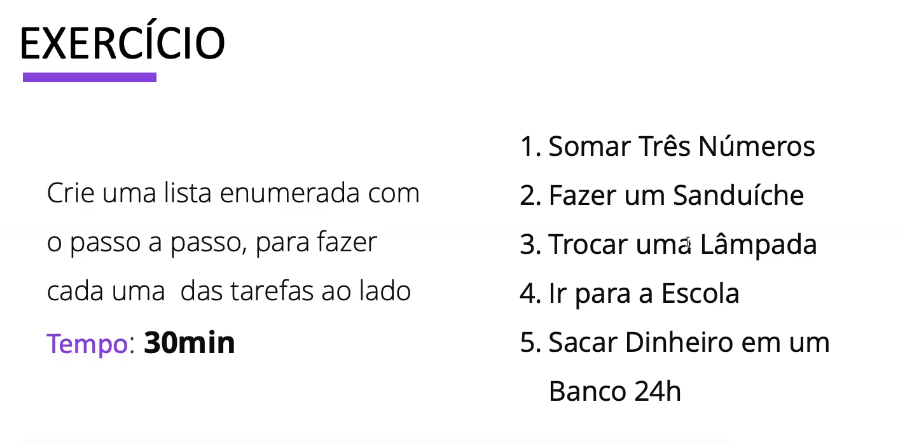 EXERCÍCIO
Crie uma lista enumerada com
o passo a passo, para fazer
cada uma  das tarefas ao lado
Tempo: 30min
1. Somar Três Números
2. Fazer um Sanduíche
3. Trocar uma Lâmpada
4. Ir para a Escola
5. Sacar Dinheiro em um
Banco 24h